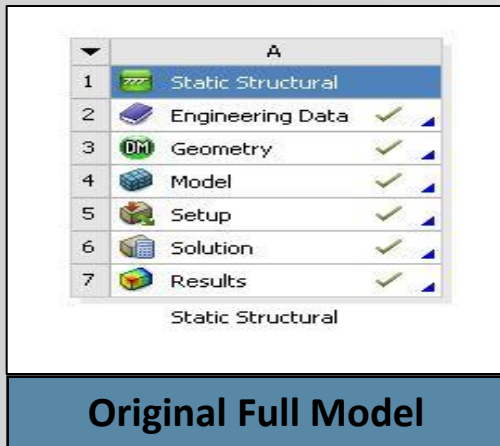 A
1 Static Structural
2 Engineering Data
3 DM Geometry
4 Model
5 Setup
6 Solution
7 Results
Static Structural
Original Full Model